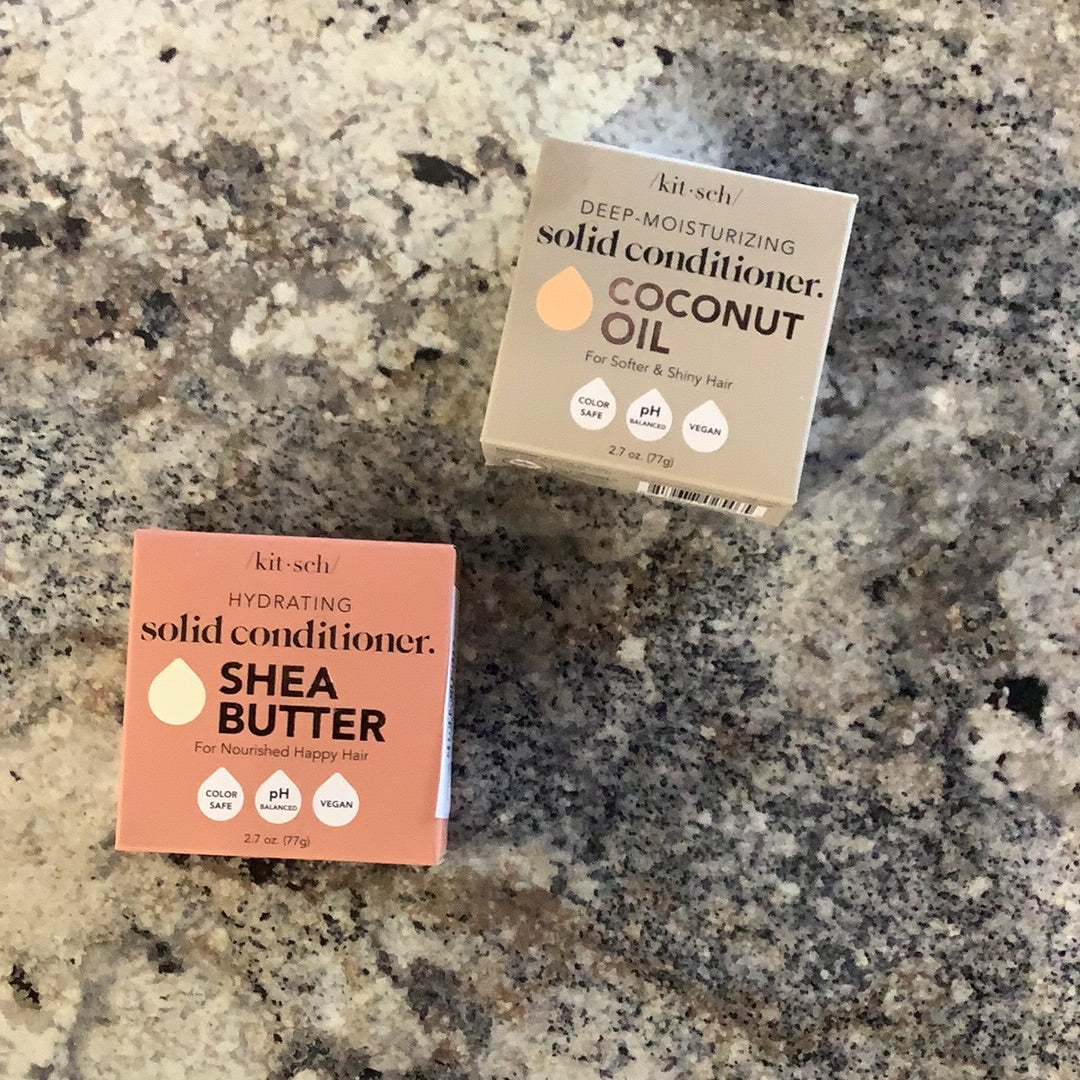 /kit·sch/
DEEP-MOISTURIZING
solid conditioner.
COCONUT
OIL
For Softer & Shiny Hair
COLOR
SAFE
pH
BALANCED
VEGAN
2.7 oz. (77g)
/kit·sch/
HYDRATING
solid conditioner.
SHEA
BUTTER
For Nourished Happy Hair
COLOR
SAFE
pH
BALANCED
VEGAN
2.7 oz. (77g)